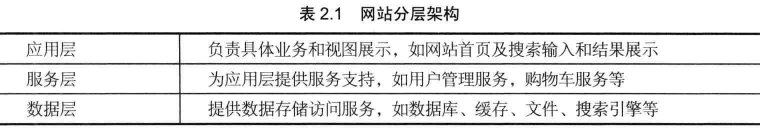 表 2.1 网站分层架构
应用层 负责具体业务和视图展示，如网站首页及搜索输入和结果展示
服务层 为应用层提供服务支持，如用户管理服务，购物车服务等
数据层 提供数据存储访问服务，如数据库、缓存、文件、搜索引擎等